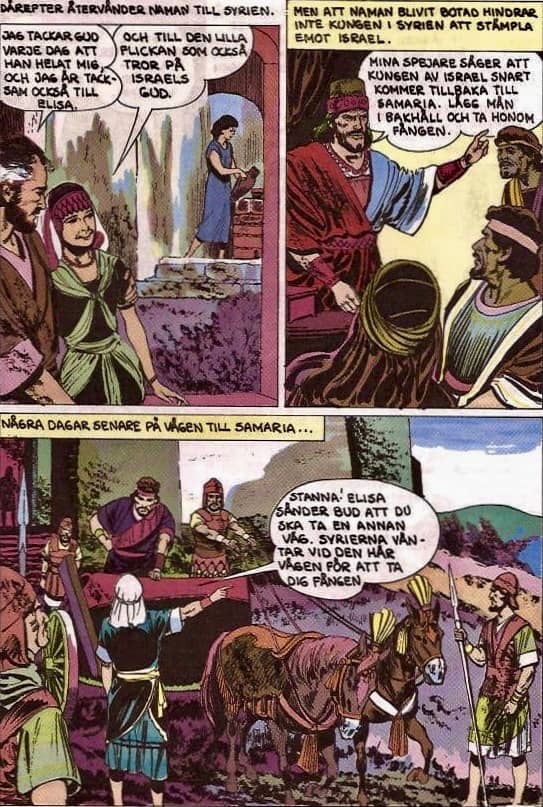 DÄREFTER ÅTERVÄNDER NAMAN TILL SYRIEN.
JAG TACKAR GUD
VARJE DAG ATT
HAN HELAT MIG,
OCH JAG ÄR TACK-
SAM OCKSÅ TILL
ELISA.
OCH TILL DEN LILLA
FLICKAN SOM OCKSÅ
TROR PÅ
ISRAELS
GUD.
MEN ATT NAMAN BLIVIT BOTAD HINDRAR
INTE KUNGEN I SYRIEN ATT STÄMPLA
EMOT ISRAEL.
MINA SPEJARE SÄGER ATT
KUNGEN AV ISRAEL SNART
KOMMER TILLBAKA TILL
SAMARIA. LÄGG MÄN
I BAKHÅLL OCH TA HONOM
FÅNGEN.
NÅGRA DAGAR SENARE PÅ VÄGEN TILL SAMARIA...
STANNA! ELISA
SÄNDER BUD ATT DU
SKA TA EN ANNAN
VÄG. SYRIERNA VÄN-
TAR VID DEN HÄR
VÄGEN FÖR ATT TA
DIG FÅNGEN